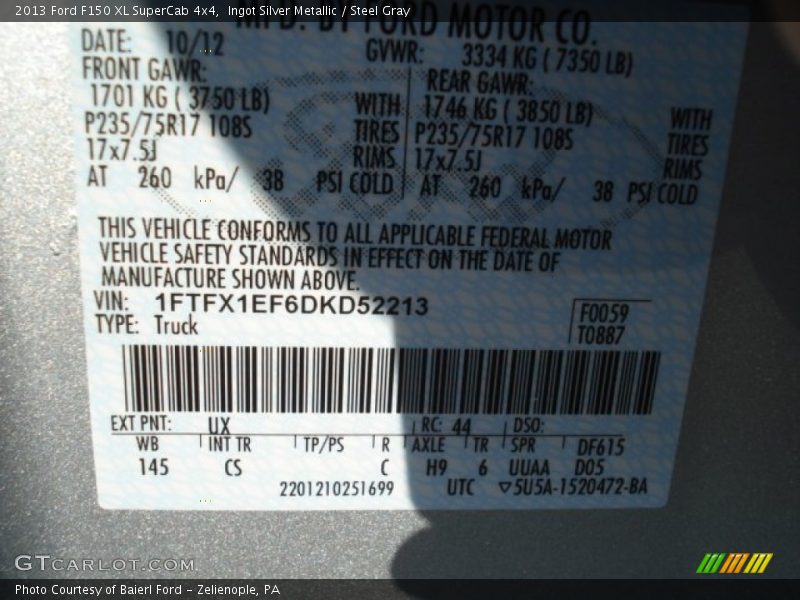 2013 Ford F150 XL SuperCab 4x4, Ingot Silver Metallic / Steel Gray
MFD. BY FORD MOTOR CO.
DATE: 10/12 GVWR: 3334 KG ( 7350 LB)
FRONT GAWR: REAR GAWR:
1701 KG ( 3750 LB) WITH 1746 KG ( 3850 LB) WITH
P235/75R17 108S TIRES P235/75R17 108S TIRES
17x7.5J RIMS 17x7.5J RIMS
AT 260 kPa/ 38 PSI COLD AT 260 kPa/ 38 PSI COLD
THIS VEHICLE CONFORMS TO ALL APPLICABLE FEDERAL MOTOR
VEHICLE SAFETY STANDARDS IN EFFECT ON THE DATE OF
MANUFACTURE SHOWN ABOVE.
VIN: 1FTFX1EF6DKD52213 F0059
TYPE: Truck T0887
EXT PNT: UX RC: 44 DSO:
WB INT TR TP/PS R AXLE TR SPR DF615
145 CS C H9 6 UUAA D05
2201210251699 UTC ▽5U5A-1520472-BA
GTCARLOT.COM
Photo Courtesy of Baierl Ford - Zelienople, PA